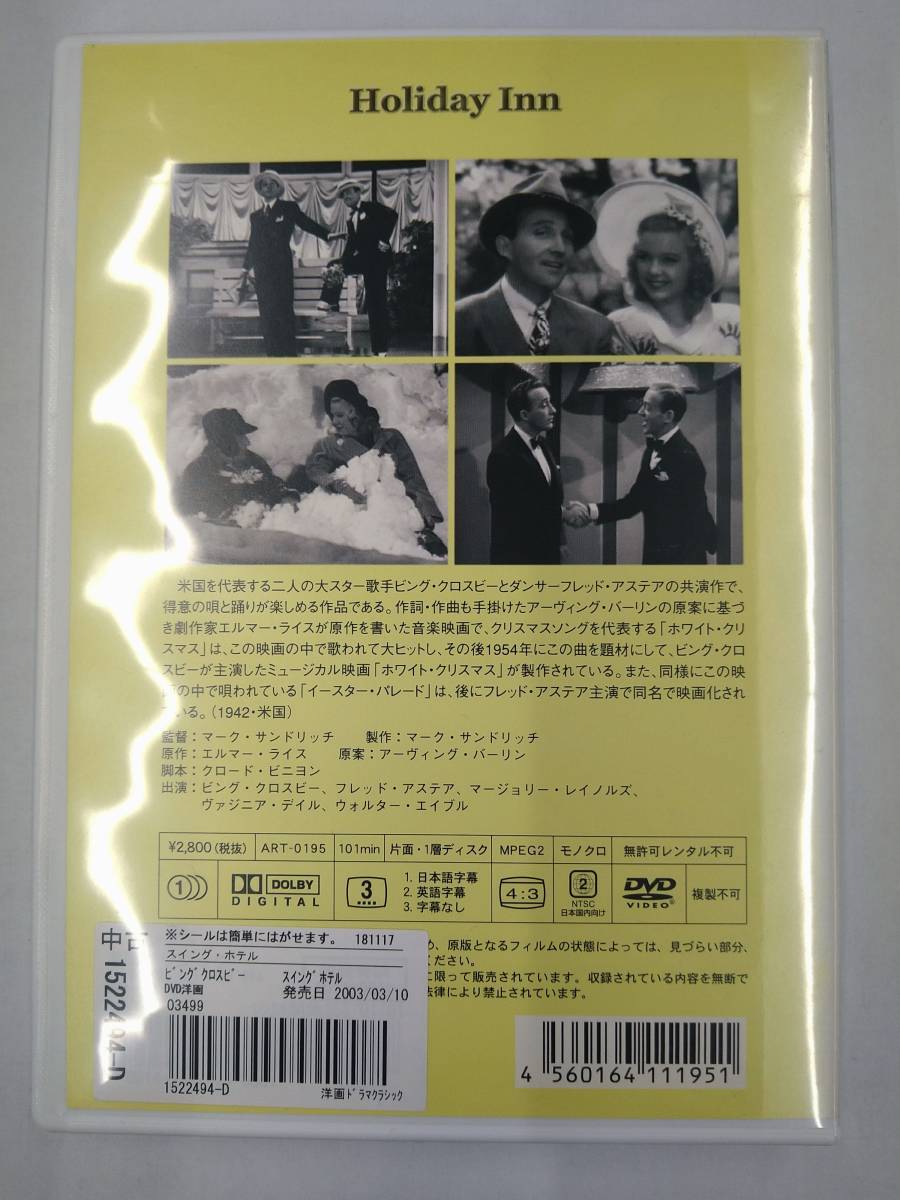 Holiday Inn
米国を代表する二人の大スター歌手ビング・クロスビーとダンサーフレッド・アステアの共演作で、
得意の唄と踊りが楽しめる作品である。作詞・作曲も手掛けたアーヴィング・バーリンの原案に基づ
き劇作家エルマー・ライスが原作を書いた音楽映画で、クリスマスソングを代表する「ホワイト・クリ
スマス」は、この映画の中で歌われて大ヒットし、その後1954年にこの曲を題材にして、ビング・クロ
スビーが主演したミュージカル映画「ホワイト・クリスマス」が製作されている。また、同様にこの映
画の中で唄われている「イースター・パレード」は、後にフレッド・アステア主演で同名で映画化され
ている。(1942・米国)
監督：マーク・サンドリッチ 製作：マーク・サンドリッチ
原作：エルマー・ライス 原案：アーヴィング・バーリン
脚本：クロード・ビニヨン
出演：ビング・クロスビー、フレッド・アステア、マージョリー・レイノルズ、
ヴァジニア・デイル、ウォルター・エイブル
¥2,800(税抜) ART-0195 101min 片面・1層ディスク MPEG2 モノクロ 無許可レンタル不可
1 DOLBY DIGITAL 3 1. 日本語字幕 2. 英語字幕 3. 字幕なし 4:3 2 NTSC 日本国内向け DVD VIDEO 複製不可
め、原版となるフィルムの状態によっては、見づらい部分、
ください。
に限って販売されています。収録されている内容を無断で
法律により禁止されています。
中古 1522494-D
※シールは簡単にはがせます。 181117
スイング・ホテル
ビング クロスビー スイング ホテル
DVD洋画 発売日 2003/03/10
03499
1522494-D 洋画ドラマクラシック
4 560164 111951